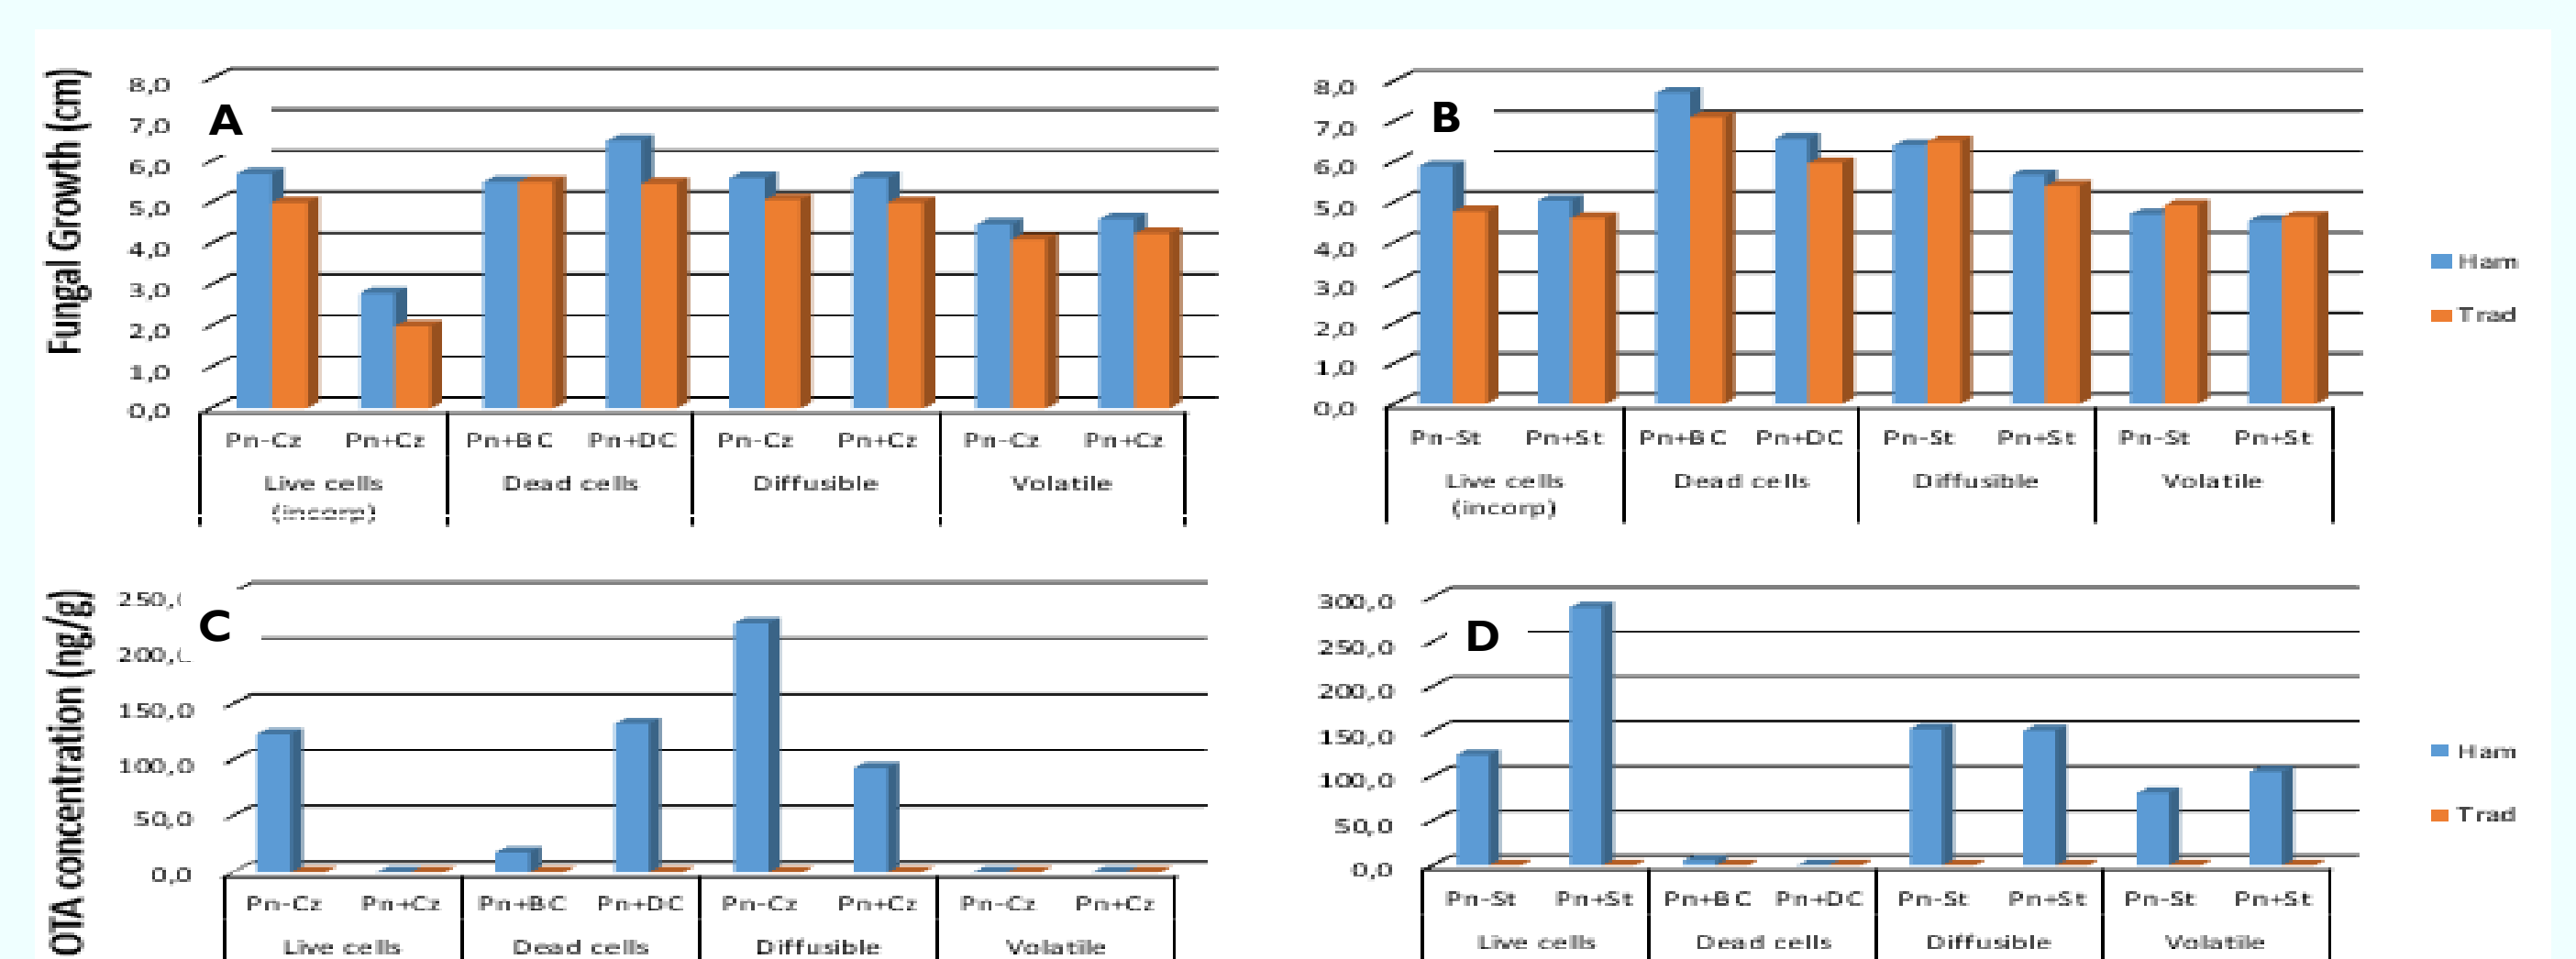 Fungal Growth (cm)
A
8,0
7,0
6,0
5,0
4,0
3,0
2,0
1,0
0,0
Pn-Cz Pn+Cz Pn+BC Pn+DC Pn-Cz Pn+Cz Pn-Cz Pn+Cz
Live cells Dead cells Diffusible Volatile
(incorp)
B
8,0
7,0
6,0
5,0
4,0
3,0
2,0
1,0
0,0
Pn-St Pn+St Pn+BC Pn+DC Pn-St Pn+St Pn-St Pn+St
Live cells Dead cells Diffusible Volatile
(incorp)
Ham
Trad
OTA concentration (ng/g)
C
250,
200,
150,0
100,0
50,0
0,0
Pn-Cz Pn+Cz Pn+BC Pn+DC Pn-Cz Pn+Cz Pn-Cz Pn+Cz
Live cells Dead cells Diffusible Volatile
D
300,0
250,0
200,0
150,0
100,0
50,0
0,0
Pn-St Pn+St Pn+BC Pn+DC Pn-St Pn+St Pn-St Pn+St
Live cells Dead cells Diffusible Volatile
Ham
Trad